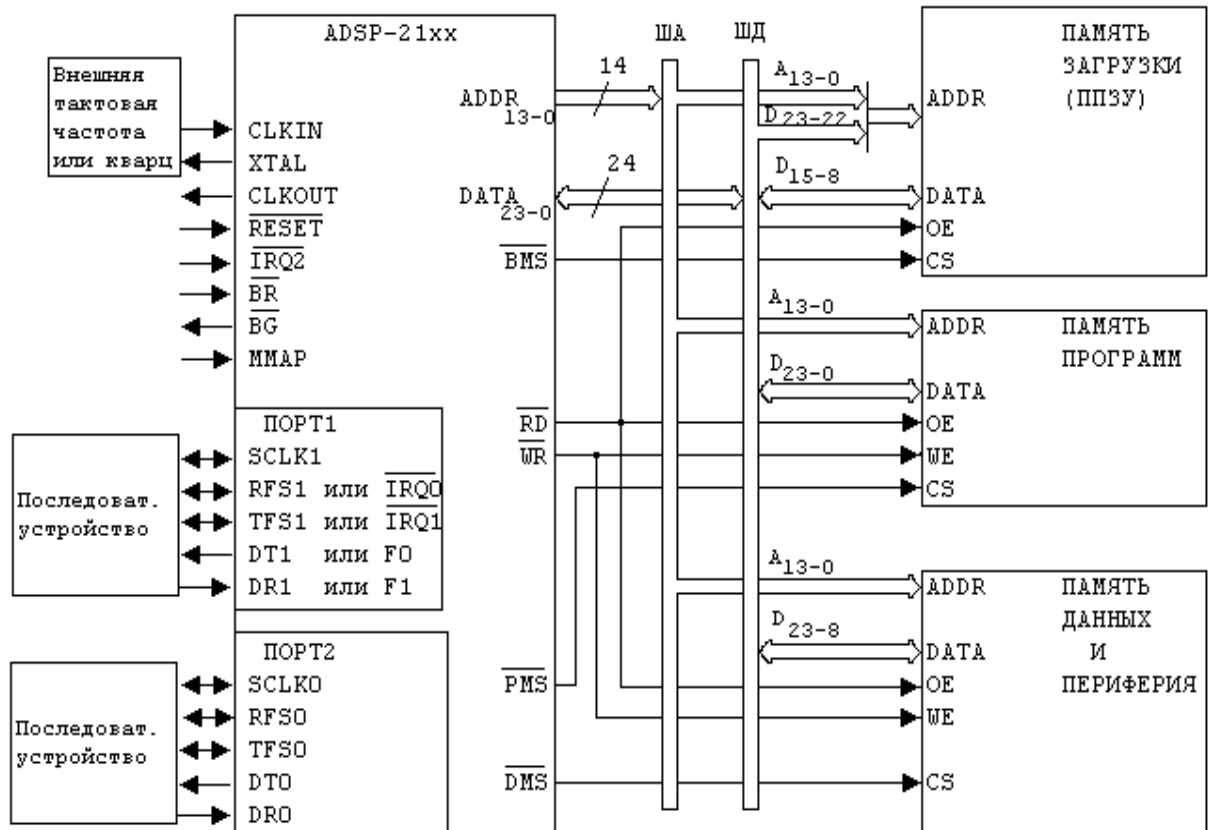 ADSP-21xx
ША
ШД
Внешняя
тактовая
частота
или кварц
CLKIN
XTAL
CLKOUT
RESET
IRQ2
BR
BG
MMAP
ADDR 13-0
14
DATA 23-0
24
BMS
RD
WR
PMS
DMS
A13-0
D23-22
D15-8
ПАМЯТЬ
ЗАГРУЗКИ
(ППЗУ)
ADDR
DATA
OE
CS
A13-0
D23-0
ПАМЯТЬ
ПРОГРАММ
ADDR
DATA
OE
WE
CS
A13-0
D23-8
ПАМЯТЬ
ДАННЫХ
И
ПЕРИФЕРИЯ
ADDR
DATA
OE
WE
CS
Последоват.
устройство
ПОРТ1
SCLK1
RFS1 или IRQ0
TFS1 или IRQ1
DT1 или F0
DR1 или F1
Последоват.
устройство
ПОРТ2
SCLK0
RFS0
TFS0
DT0
DR0